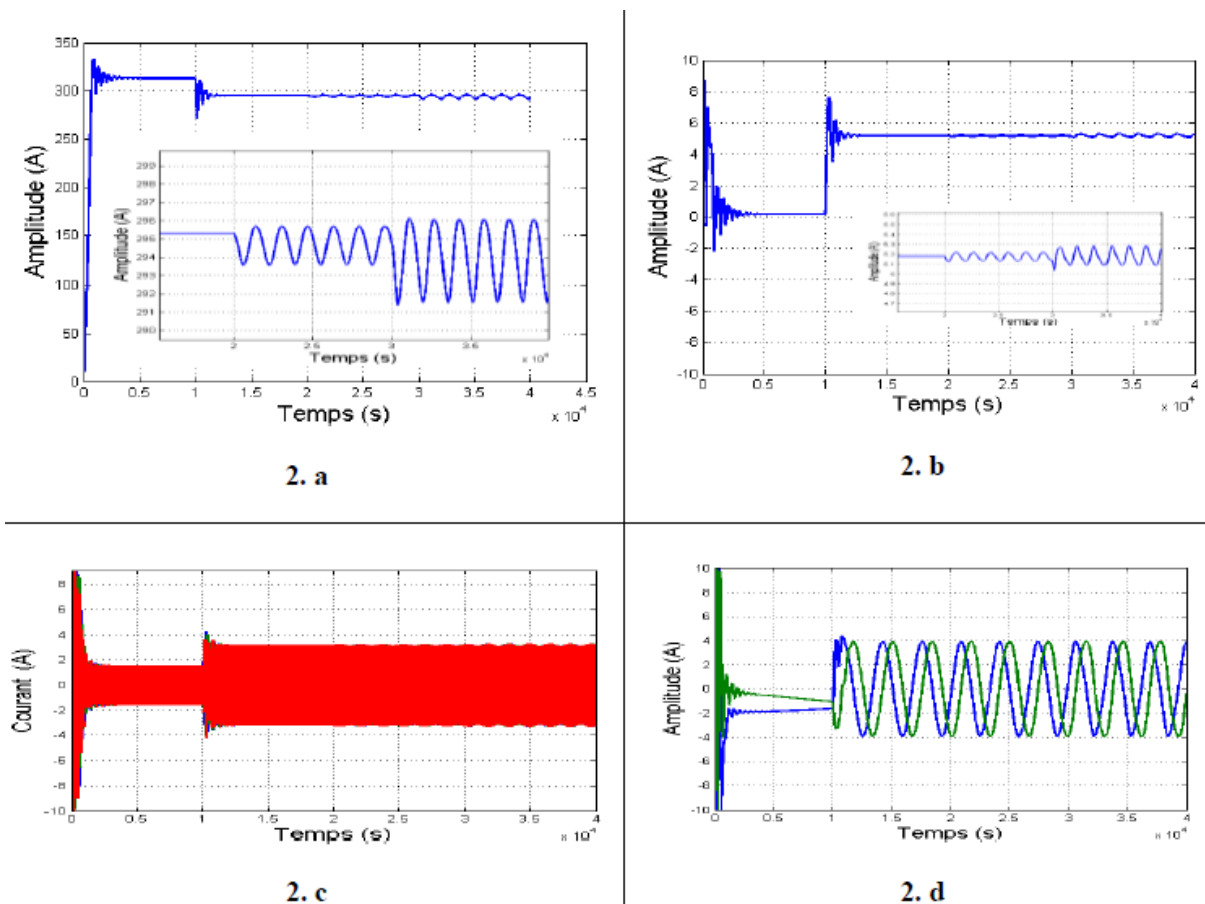 350
300
250
200
150
100
50
0
Amplitude (A)
0 0.5 1 1.5 2 2.5 3 3.5 4 4.5
Temps (s)
x 10⁴
299
298
297
296
295
294
293
292
291
290
Amplitude (A)
2 2.5 3 3.5
Temps (s)
x 10⁴
2. a
10
8
6
4
2
0
-2
-4
-6
-8
-10
Amplitude (A)
0 0.5 1 1.5 2 2.5 3 3.5 4
Temps (s)
x 10⁴
Amplitude (A)
Temps (s)
2. b
8
6
4
2
0
-2
-4
-6
-8
-10
Courant (A)
0 0.5 1 1.5 2 2.5 3 3.5 4
Temps (s)
x 10⁴
2. c
10
8
6
4
2
0
-2
-4
-6
-8
-10
Amplitude (A)
0 0.5 1 1.5 2 2.5 3 3.5 4
Temps (s)
x 10⁴
2. d